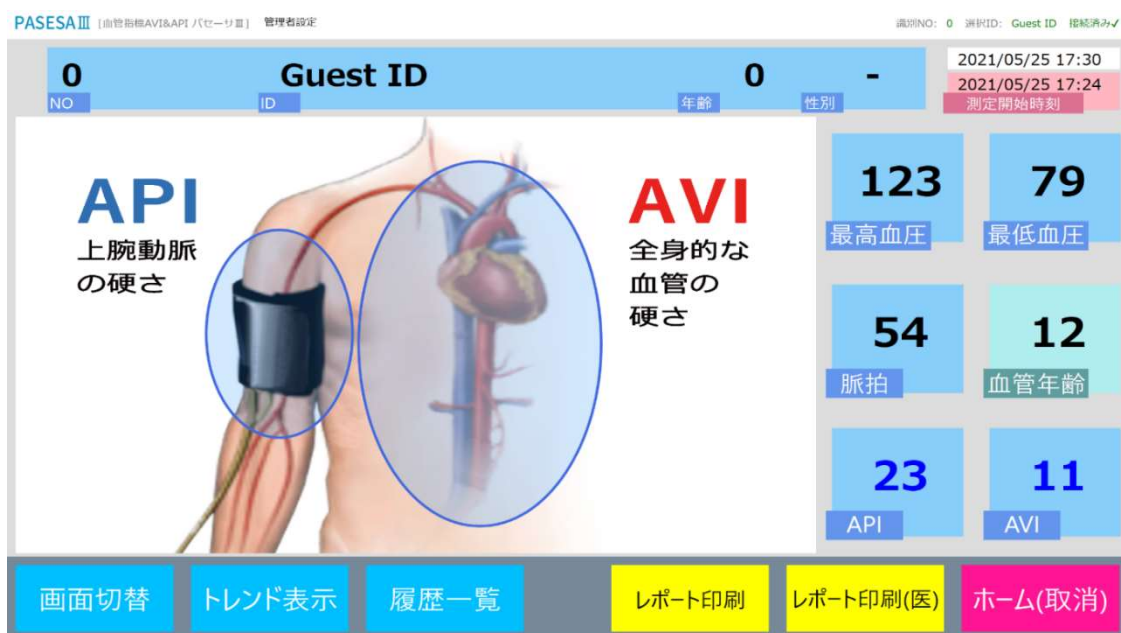 PASESAⅢ [血管指標AVI&API パセーサⅢ] 管理者設定 識別NO: 0 選択ID: Guest ID 接続済み✓
0 Guest ID 0 -
NO ID 年齢 性別
2021/05/25 17:30
2021/05/25 17:24
測定開始時刻
API
上腕動脈
の硬さ
AVI
全身的な
血管の
硬さ
123 79
最高血圧 最低血圧
54 12
脈拍 血管年齢
23 11
API AVI
画面切替 トレンド表示 履歴一覧 レポート印刷 レポート印刷(医) ホーム(取消)